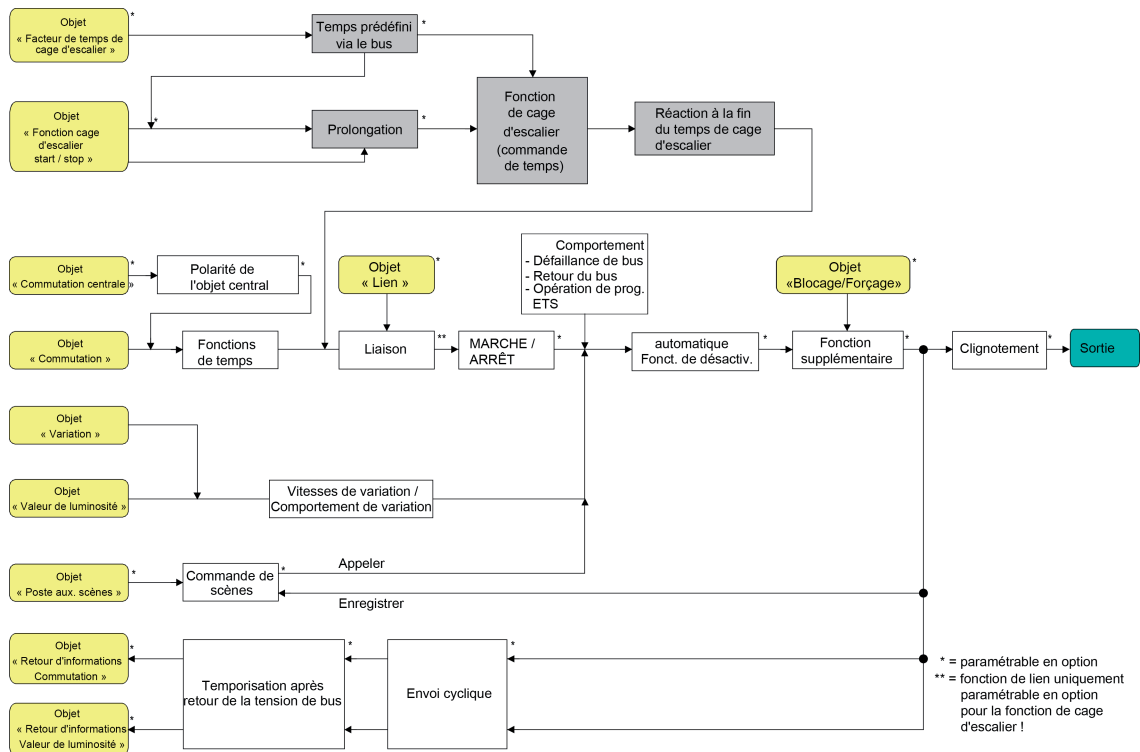 Objet
*
« Facteur de temps de
cage d'escalier »
Temps prédéfini
via le bus
*
Objet
« Fonction cage
d'escalier
start / stop »
*
Prolongation
*
Fonction
de cage
d'escalier
(commande
de temps)
Réaction à la fin
du temps de cage
d'escalier
Objet
« Commutation centrale »
*
Polarité de
l'objet central
*
Objet
« Lien »
*
Comportement
- Défaillance de bus
- Retour du bus
- Opération de prog.
ETS
Objet
«Blocage/Forçage»
*
Objet
« Commutation »
*
Fonctions
de temps
Liaison
**
MARCHE /
ARRÊT
*
automatique
Fonct. de désactiv.
*
Fonction
supplémentaire
*
Clignotement
*
Sortie
Objet
« Variation »
Objet
« Valeur de luminosité »
Vitesses de variation /
Comportement de variation
Objet
« Poste aux. scènes »
*
Commande de
scènes
*
Appeler
Enregistrer
Objet
« Retour d'informations
Commutation »
*
Temporisation après
retour de la tension de bus
*
Envoi cyclique
*
Objet
« Retour d'informations
Valeur de luminosité »
*
* = paramétrable en option
** = fonction de lien uniquement
paramétrable en option
pour la fonction de cage
d'escalier !